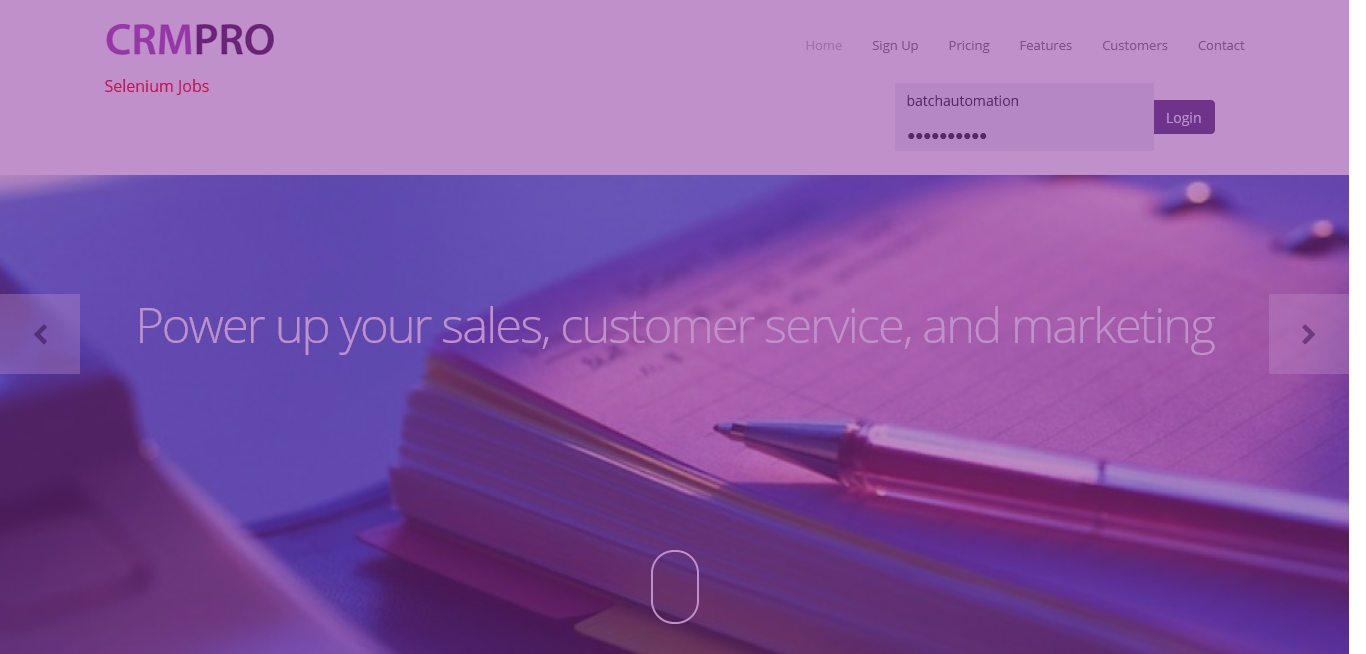 CRMPRO
Home Sign Up Pricing Features Customers Contact
Selenium Jobs
batchautomation
••••••••••
Login
Power up your sales, customer service, and marketing